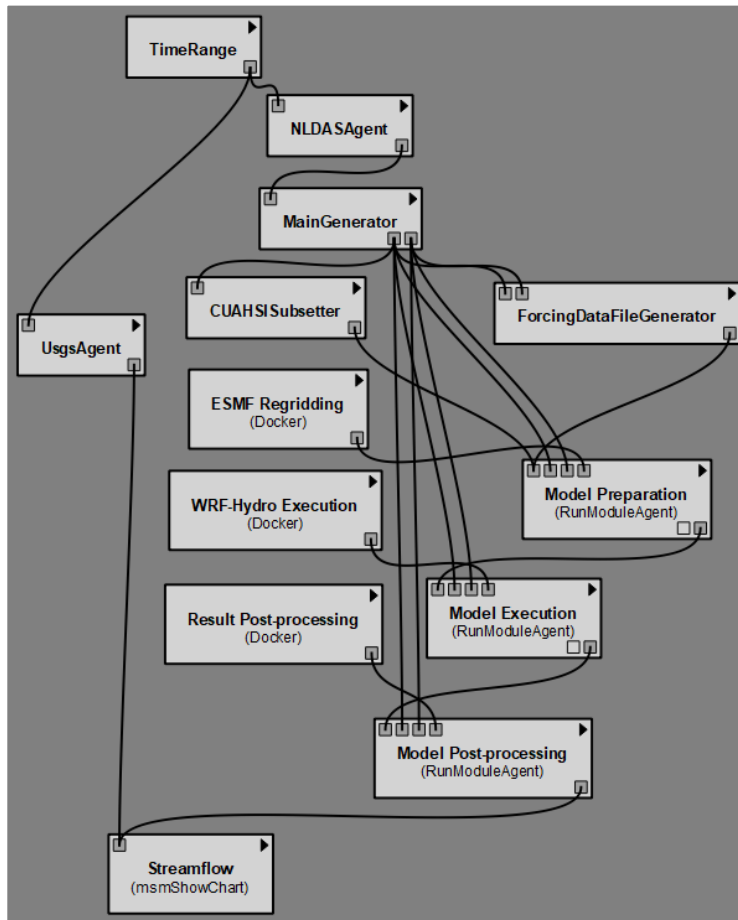 TimeRange
NLDASAgent
MainGenerator
CUAHSISubsetter
ForcingDataFileGenerator
UsgsAgent
ESMF Regridding
(Docker)
Model Preparation
(RunModuleAgent)
WRF-Hydro Execution
(Docker)
Model Execution
(RunModuleAgent)
Result Post-processing
(Docker)
Model Post-processing
(RunModuleAgent)
Streamflow
(msmShowChart)